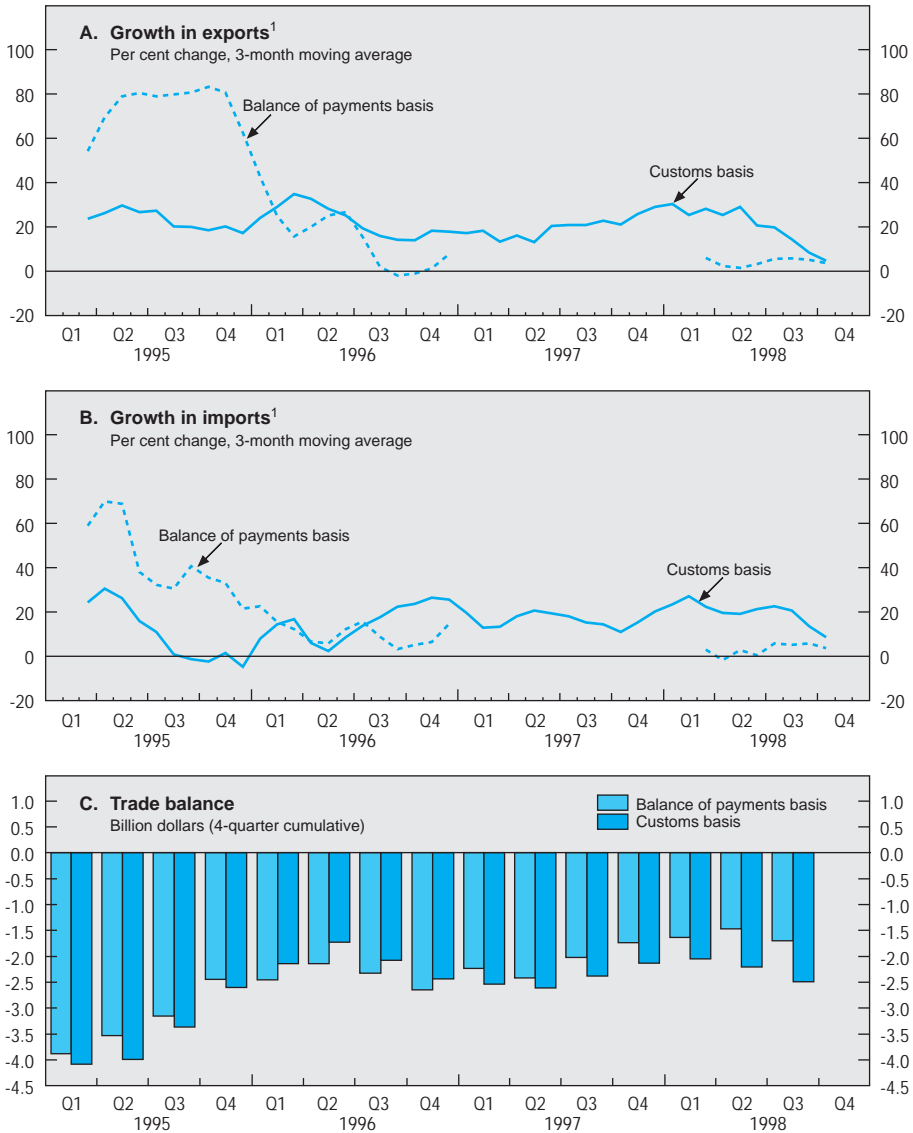 A. Growth in exports1
Per cent change, 3-month moving average
100 100
80 80
60 60
40 40
20 20
0 0
-20 -20
Balance of payments basis
Customs basis
Q1 Q2 Q3 Q4 Q1 Q2 Q3 Q4 Q1 Q2 Q3 Q4 Q1 Q2 Q3 Q4
1995 1996 1997 1998
B. Growth in imports1
Per cent change, 3-month moving average
100 100
80 80
60 60
40 40
20 20
0 0
-20 -20
Balance of payments basis
Customs basis
Q1 Q2 Q3 Q4 Q1 Q2 Q3 Q4 Q1 Q2 Q3 Q4 Q1 Q2 Q3 Q4
1995 1996 1997 1998
C. Trade balance
Billion dollars (4-quarter cumulative)
Balance of payments basis
Customs basis
1.0 1.0
0.5 0.5
0.0 0.0
-0.5 -0.5
-1.0 -1.0
-1.5 -1.5
-2.0 -2.0
-2.5 -2.5
-3.0 -3.0
-3.5 -3.5
-4.0 -4.0
-4.5 -4.5
Q1 Q2 Q3 Q4 Q1 Q2 Q3 Q4 Q1 Q2 Q3 Q4 Q1 Q2 Q3 Q4
1995 1996 1997 1998